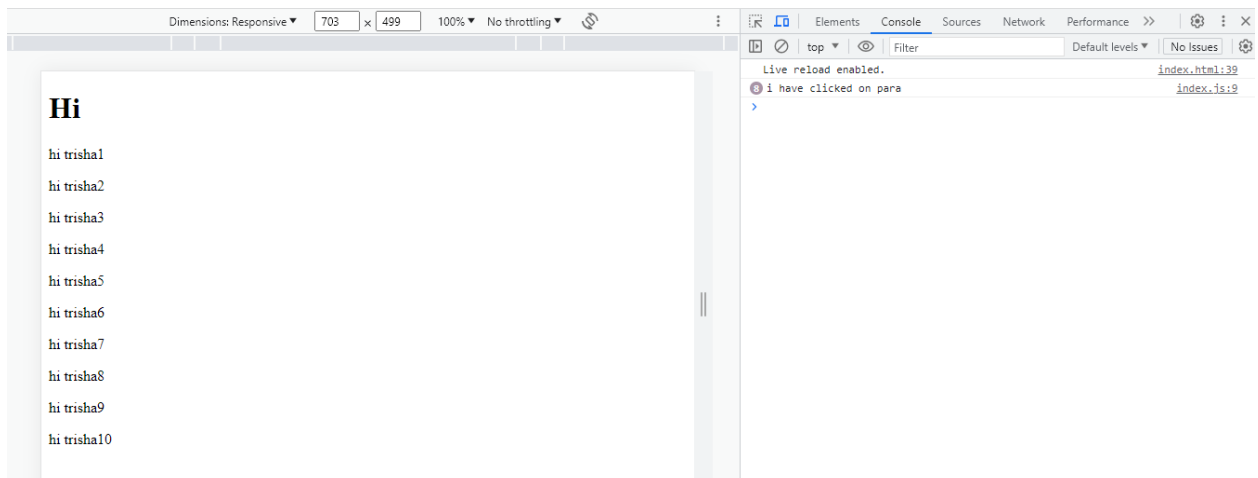 Dimensions: Responsive ▼ 703 x 499 100% ▼ No throttling ▼
Elements Console Sources Network Performance >>
top ▼ Filter Default levels ▼ No Issues
Live reload enabled. index.html:39
8 i have clicked on para index.js:9
>
Hi
hi trisha1
hi trisha2
hi trisha3
hi trisha4
hi trisha5
hi trisha6
hi trisha7
hi trisha8
hi trisha9
hi trisha10